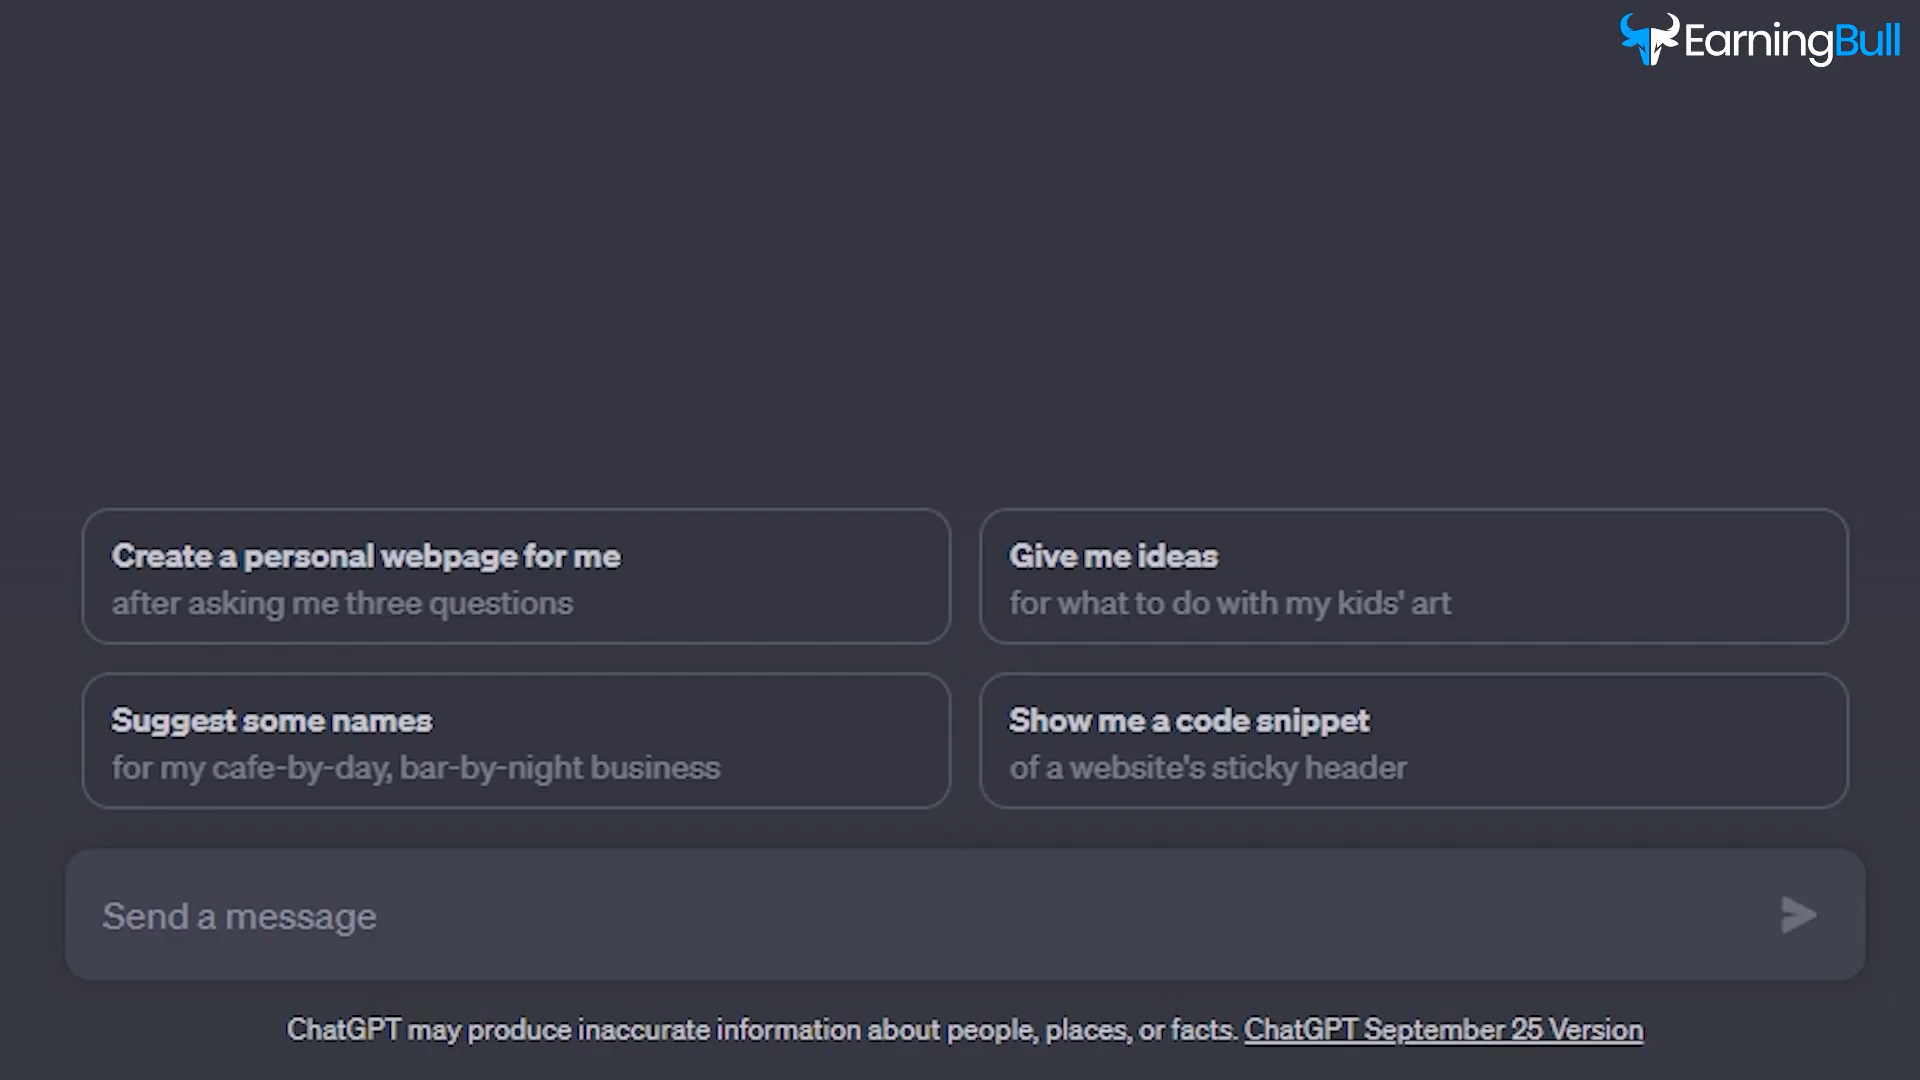 EarningBull
Create a personal webpage for me
after asking me three questions
Give me ideas
for what to do with my kids' art
Suggest some names
for my cafe-by-day, bar-by-night business
Show me a code snippet
of a website's sticky header
Send a message
ChatGPT may produce inaccurate information about people, places, or facts. ChatGPT September 25 Version